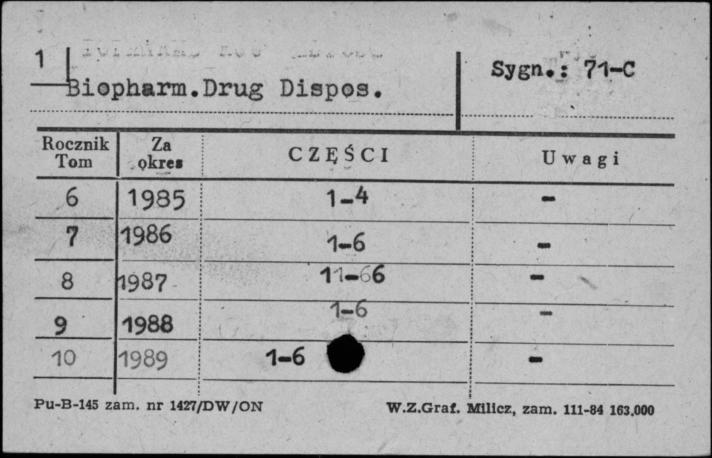 1
Biopharm.Drug Dispos.
Sygn.: 71-C
Rocznik Tom | Za okres | CZĘŚCI | Uwagi
6 | 1985 | 1-4 | -
7 | 1986 | 1-6 | -
8 | 1987 | 11-66 | -
9 | 1988 | 1-6 | -
10 | 1989 | 1-6 | -
Pu-B-145 zam. nr 1427/DW/ON
W.Z.Graf. Milicz, zam. 111-84 163.000